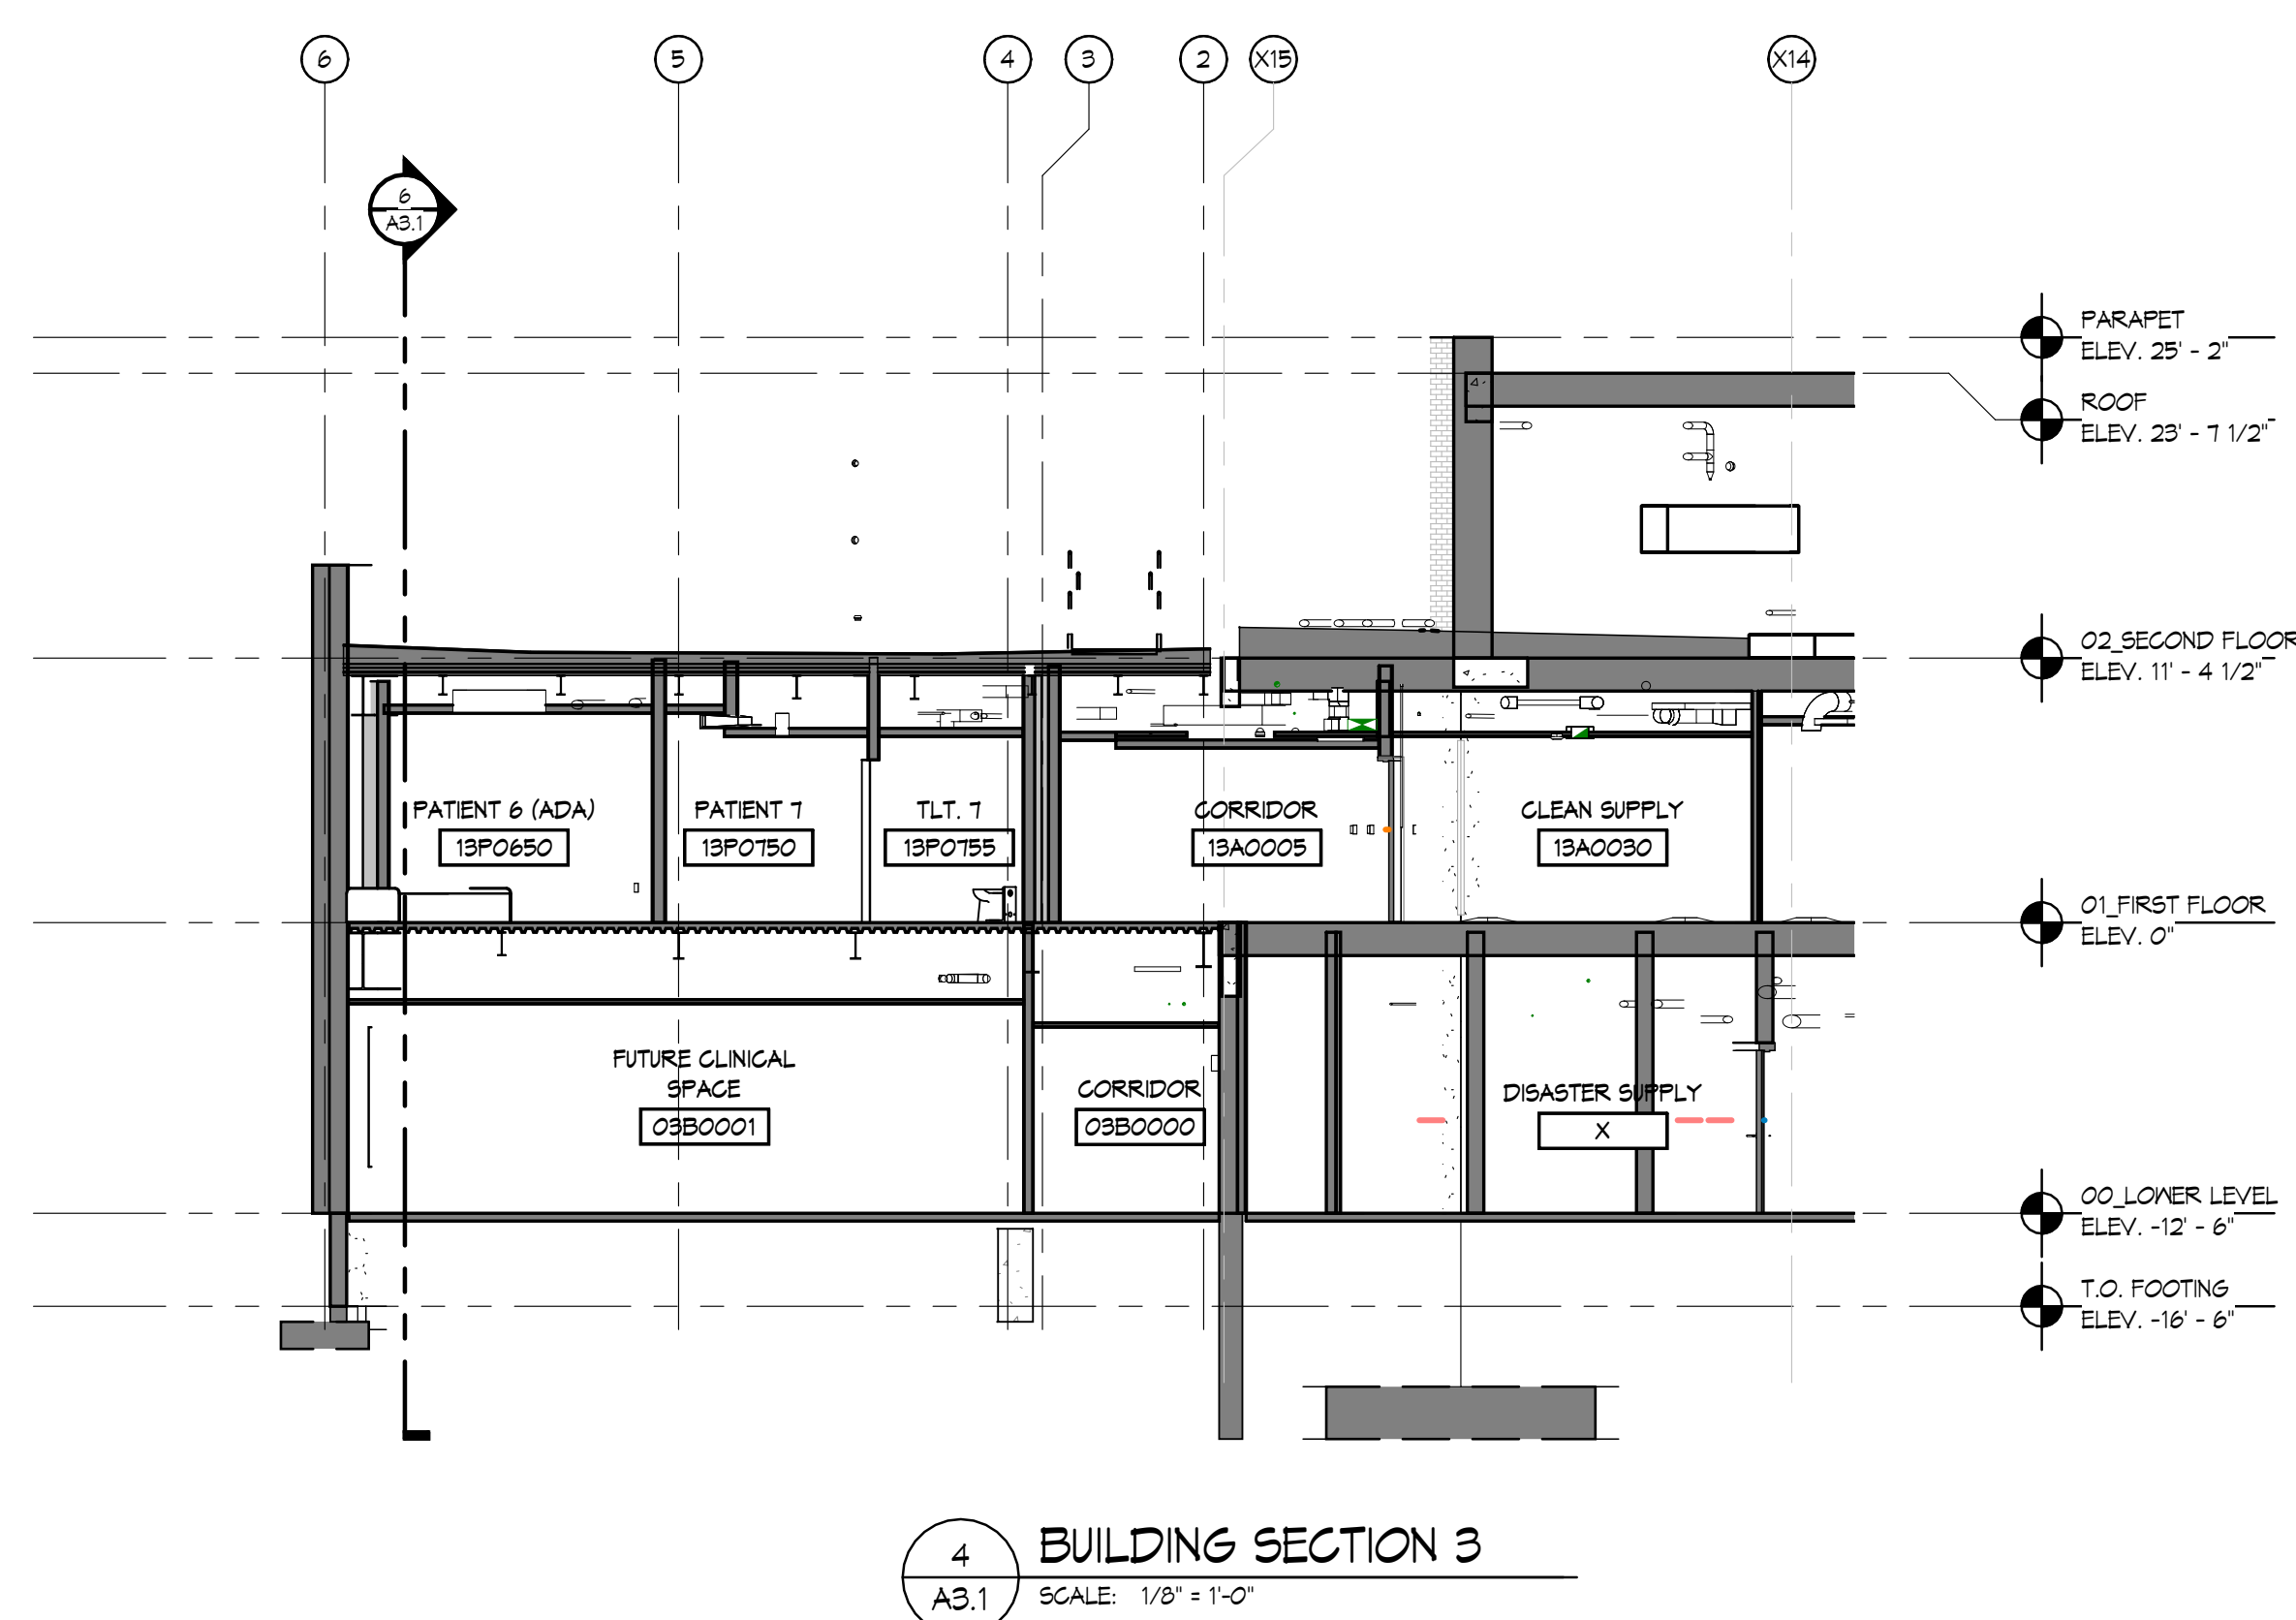 6 5 4 3 2 X15 X14
6
A3.1
PARAPET
ELEV. 25' - 2"
ROOF
ELEV. 23' - 7 1/2"
02_SECOND FLOOR
ELEV. 11' - 4 1/2"
PATIENT 6 (ADA) PATIENT 7 TLT. 7 CORRIDOR CLEAN SUPPLY
13P0650 13P0750 13P0755 13A0005 13A0030
01_FIRST FLOOR
ELEV. 0"
FUTURE CLINICAL
SPACE
03B0001
CORRIDOR
03B0000
DISASTER SUPPLY
X
00_LOWER LEVEL
ELEV. -12' - 6"
T.O. FOOTING
ELEV. -16' - 6"
4
A3.1
BUILDING SECTION 3
SCALE: 1/8" = 1'-0"